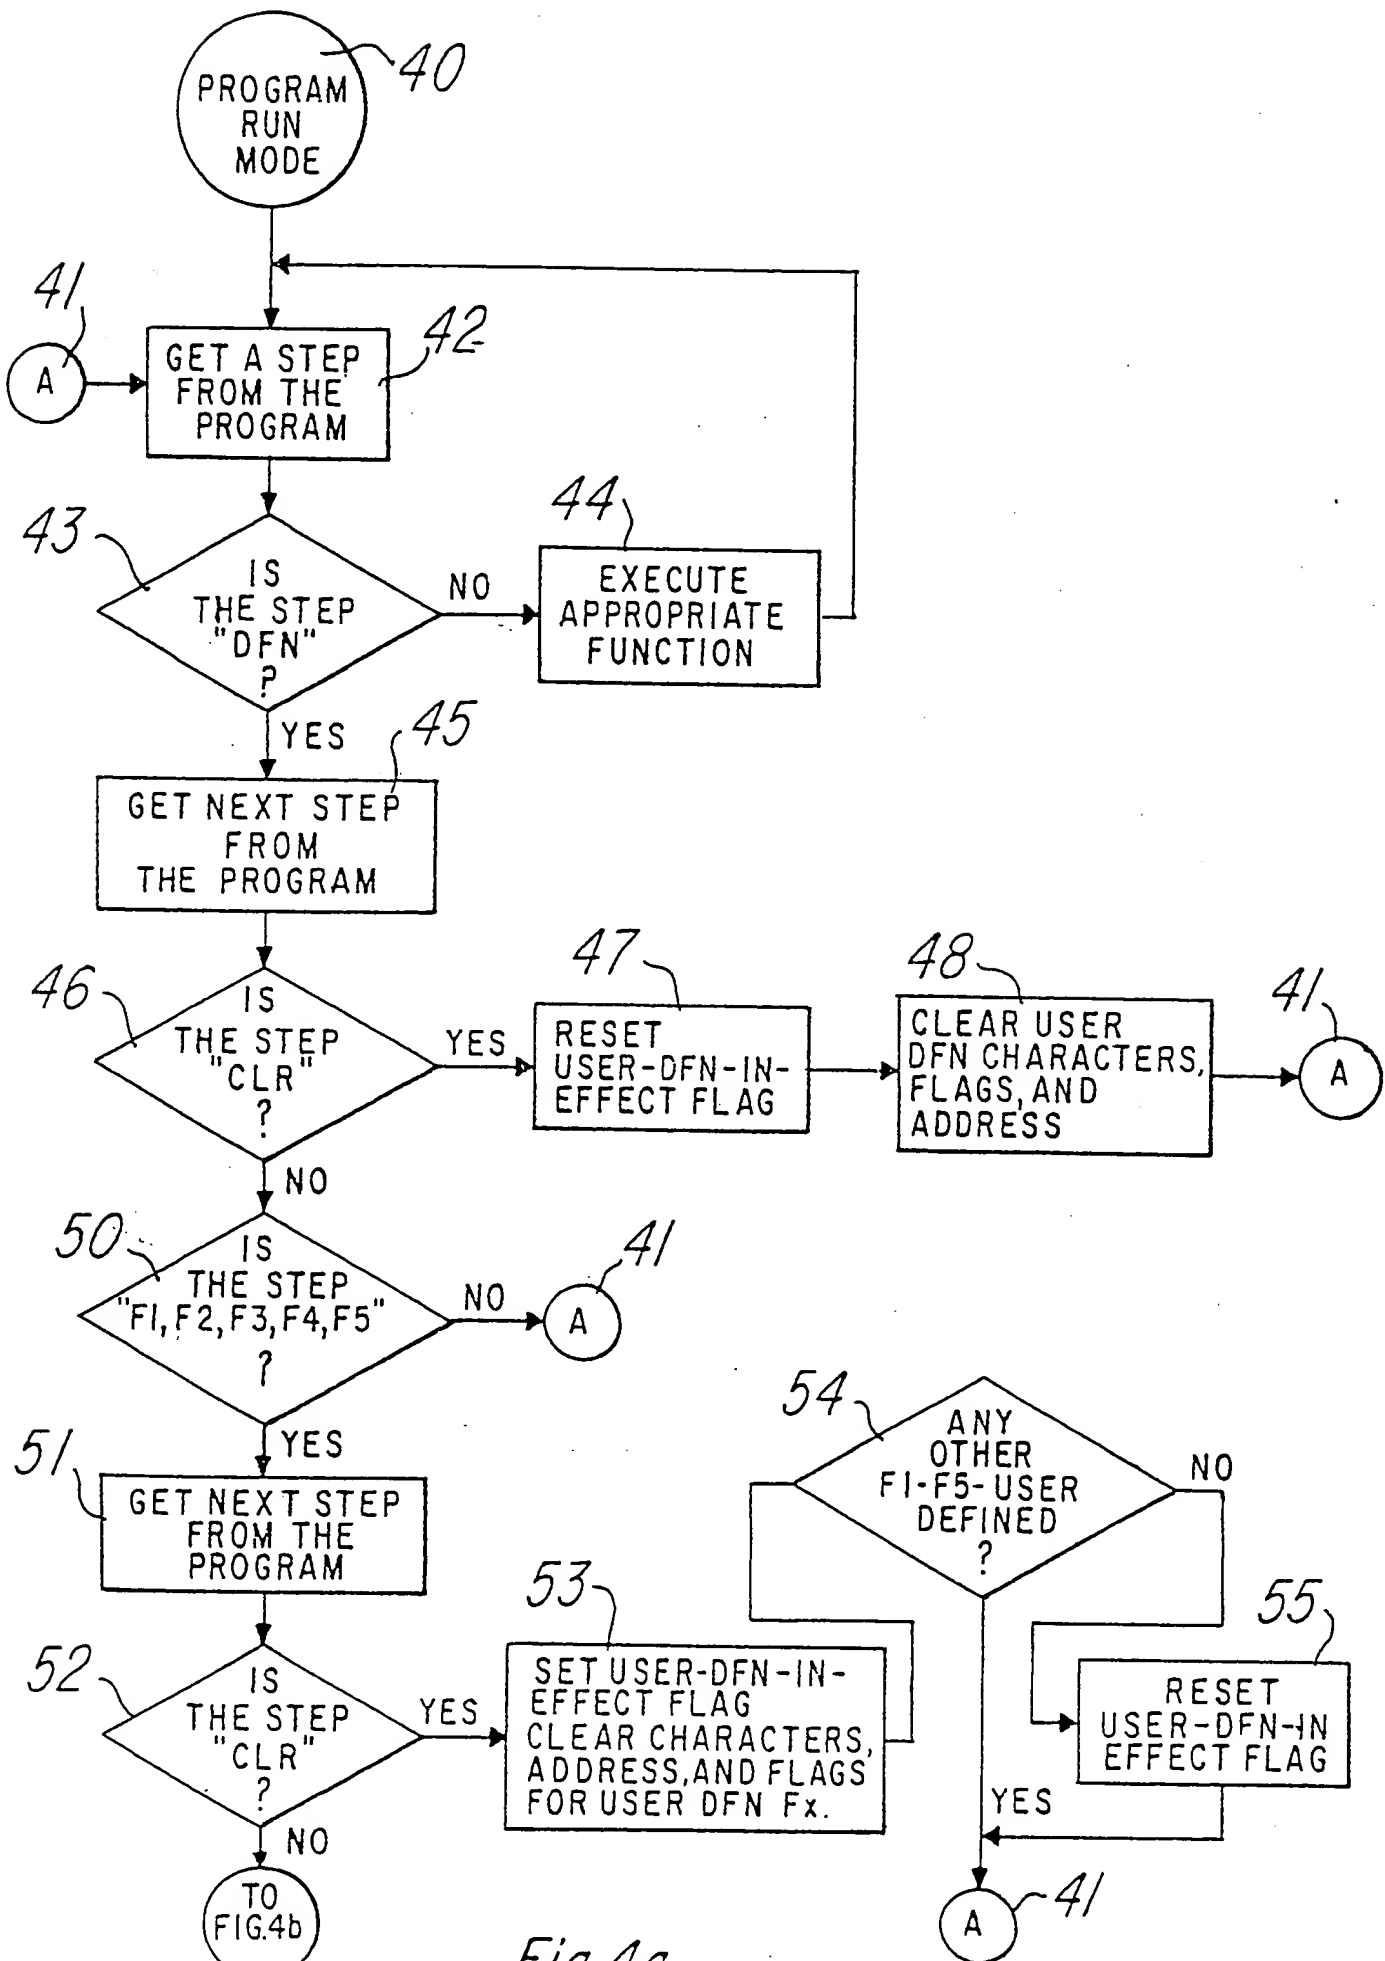 40
PROGRAM
RUN
MODE
41
A
42
GET A STEP
FROM THE
PROGRAM
43
IS
THE STEP
"DFN"
?
NO
44
EXECUTE
APPROPRIATE
FUNCTION
YES
45
GET NEXT STEP
FROM
THE PROGRAM
46
IS
THE STEP
"CLR"
?
YES
47
RESET
USER-DFN-IN-
EFFECT FLAG
48
CLEAR USER
DFN CHARACTERS,
FLAGS, AND
ADDRESS
41
A
NO
50
IS
THE STEP
"F1, F2, F3, F4, F5"
?
NO
41
A
YES
51
GET NEXT STEP
FROM THE
PROGRAM
52
IS
THE STEP
"CLR"
?
YES
53
SET USER-DFN-IN-
EFFECT FLAG
CLEAR CHARACTERS,
ADDRESS, AND FLAGS
FOR USER DFN Fx.
54
ANY
OTHER
F1-F5-USER
DEFINED
?
NO
55
RESET
USER-DFN-IN
EFFECT FLAG
YES
41
A
NO
TO
FIG.4b
Fig.4a